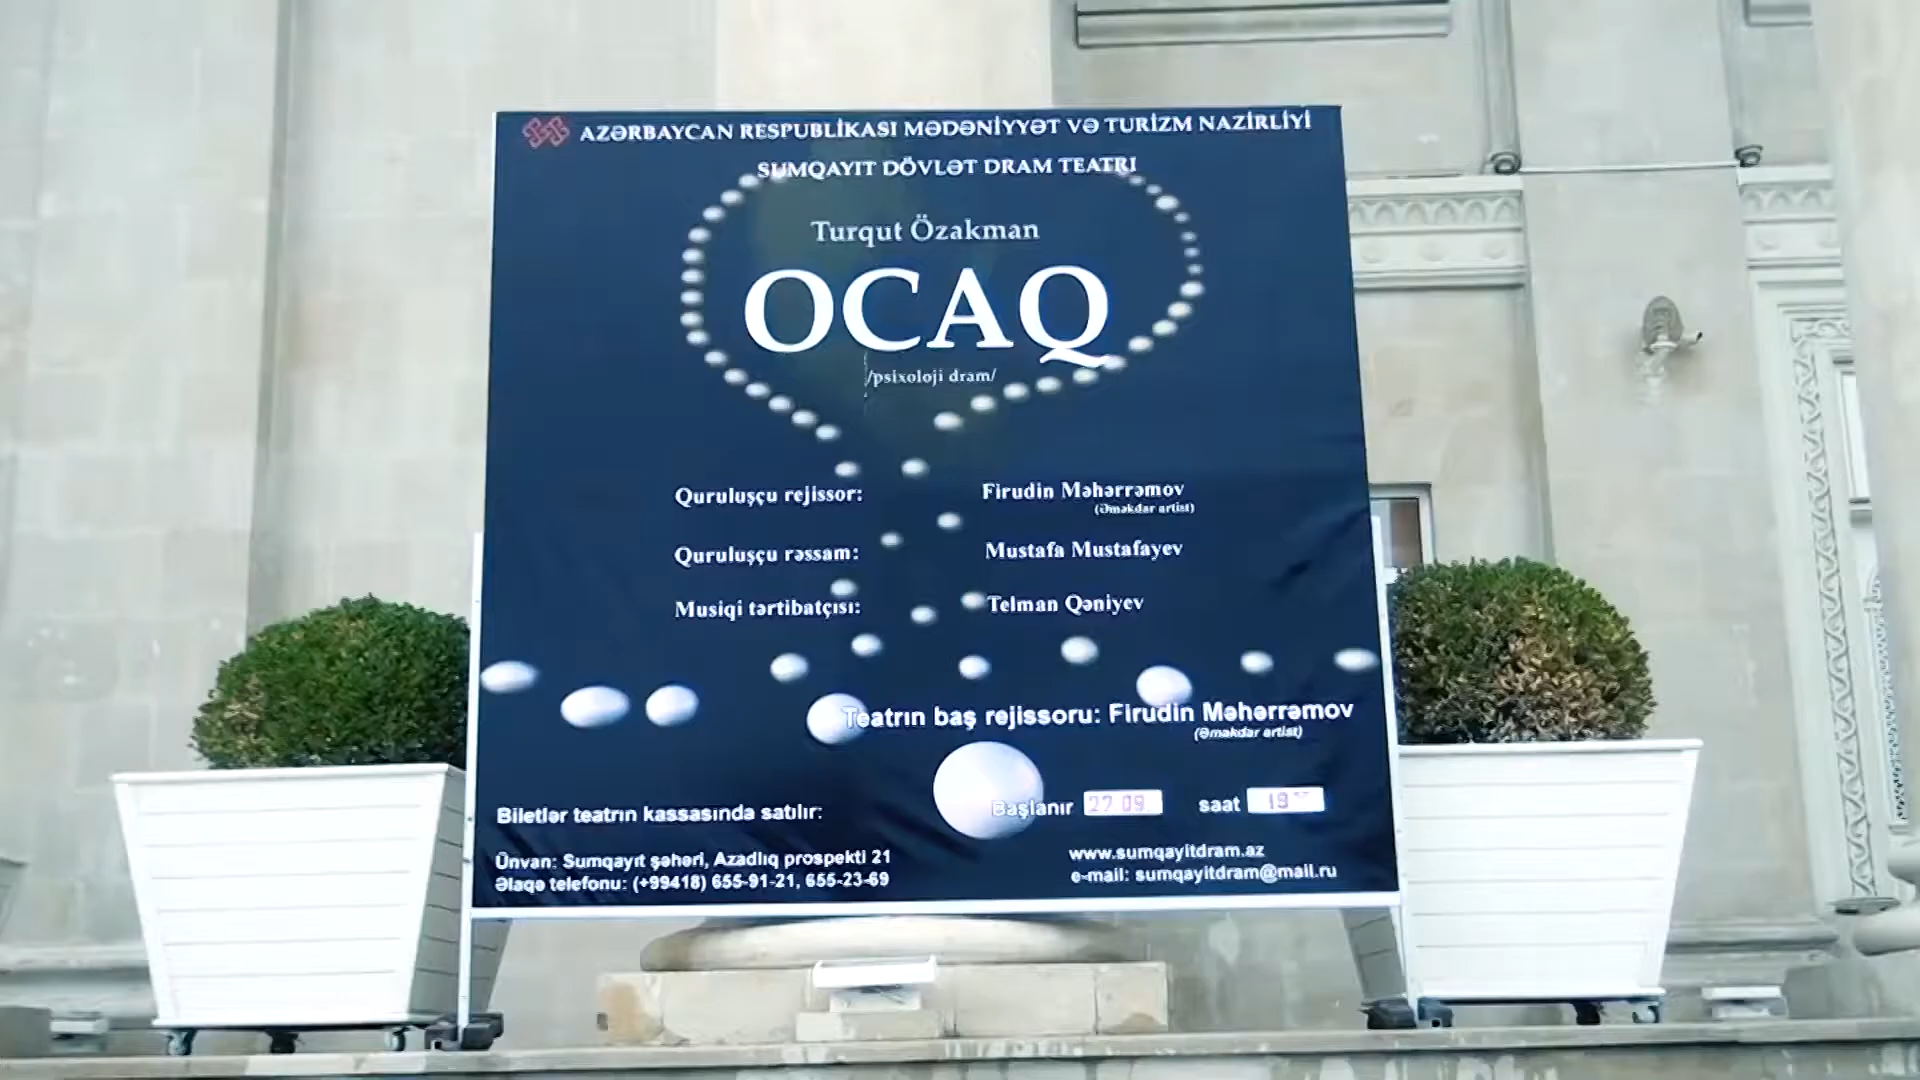 AZƏRBAYCAN RESPUBLİKASI MƏDƏNİYYƏT VƏ TURİZM NAZİRLİYİ
SUMQAYIT DÖVLƏT DRAM TEATRI
Turqut Özakman
OCAQ
/psixoloji dram/
Quruluşçu rejissor: Firudin Məhərrəmov
(Əməkdar artist)
Quruluşçu rəssam: Mustafa Mustafayev
Musiqi tərtibatçısı: Telman Qəniyev
Teatrın baş rejissoru: Firudin Məhərrəmov
(Əməkdar artist)
Başlanır 27 09 saat 19
Biletlər teatrın kassasında satılır:
Ünvan: Sumqayıt şəhəri, Azadlıq prospekti 21
Əlaqə telefonu: (+99418) 655-91-21, 655-23-69
www.sumqayitdram.az
e-mail: sumqayitdram@mail.ru